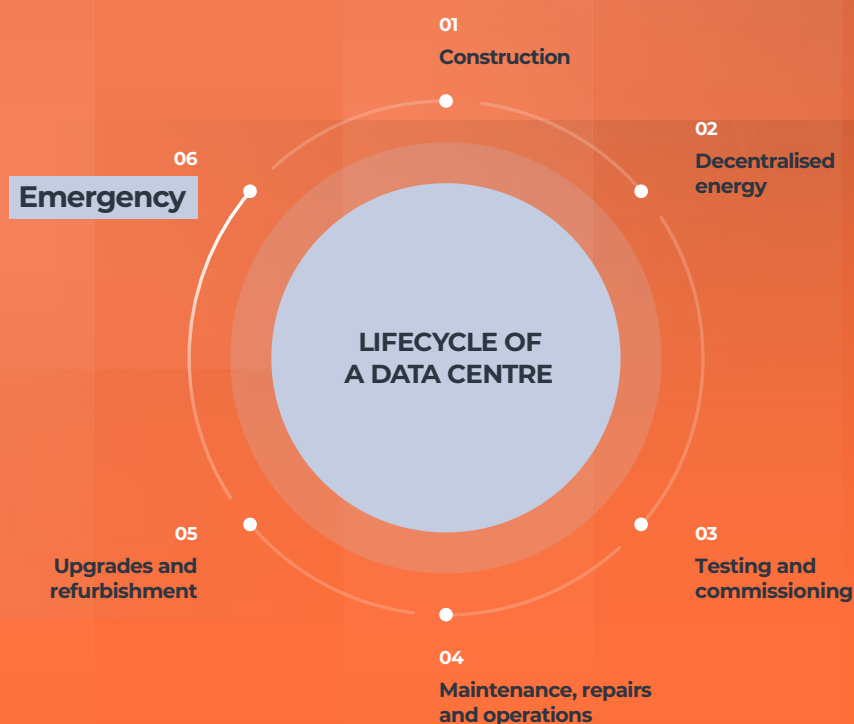 01
Construction
02
Decentralised
energy
03
Testing and
commissioning
04
Maintenance, repairs
and operations
05
Upgrades and
refurbishment
06
Emergency
LIFECYCLE OF
A DATA CENTRE